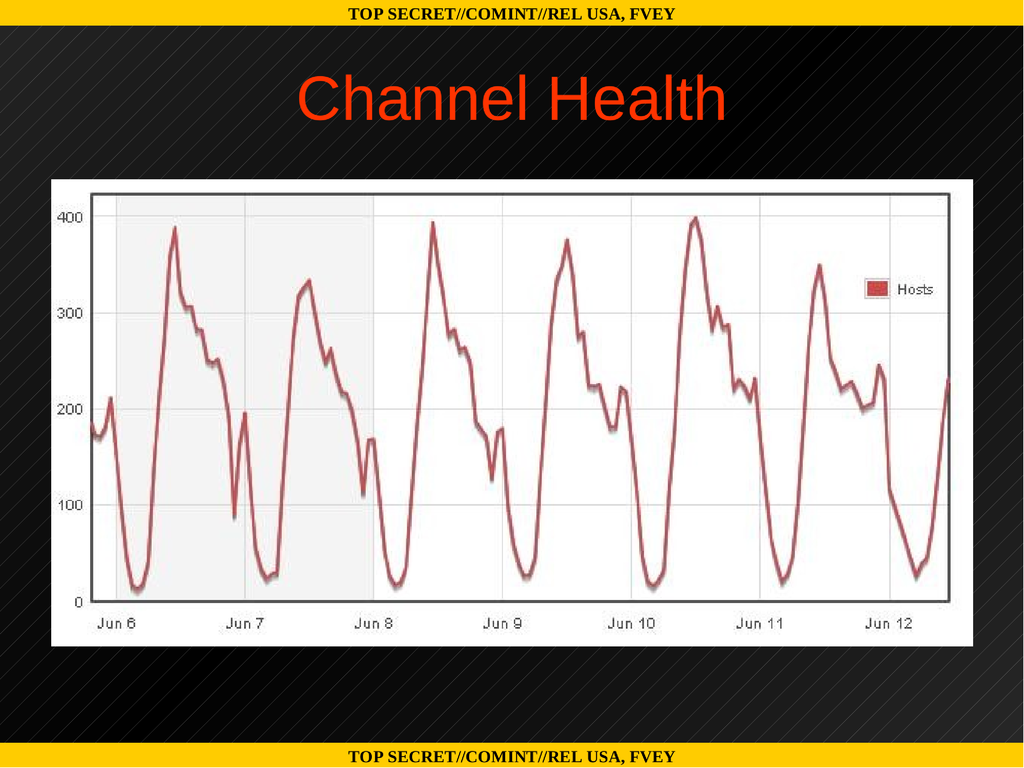 TOP SECRET//COMINT//REL USA, FVEY
Channel Health
400
300
200
100
0
Hosts
Jun 6 Jun 7 Jun 8 Jun 9 Jun 10 Jun 11 Jun 12
TOP SECRET//COMINT//REL USA, FVEY